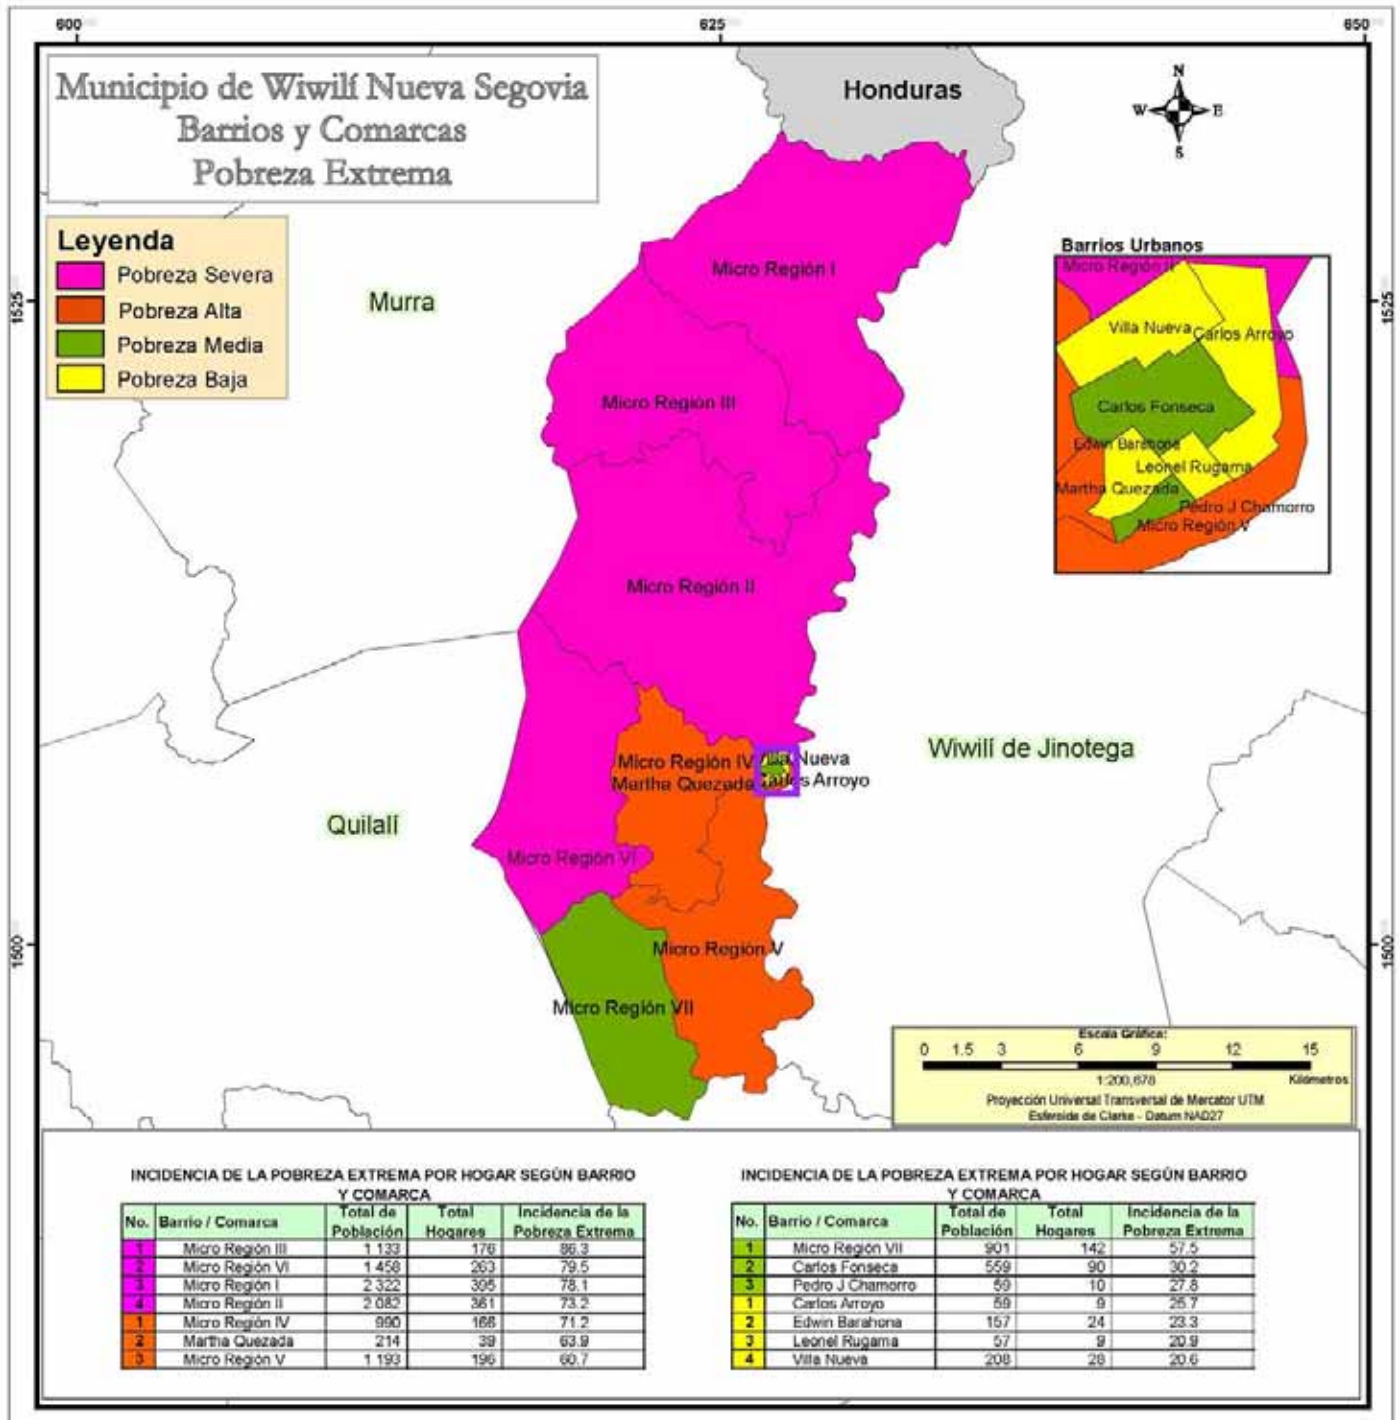 600
625
650
Municipio de Wiwilí Nueva Segovia
Barrios y Comarcas
Pobreza Extrema
Honduras
N
W E
S
Leyenda
Pobreza Severa
Pobreza Alta
Pobreza Media
Pobreza Baja
1525
1525
Murra
Micro Región I
Micro Región III
Micro Región II
Barrios Urbanos
Micro Región II
Villa Nueva
Carlos Arroyo
Carlos Fonseca
Edwin Barahona
Leonel Rugama
Martha Quezada
Pedro J Chamorro
Micro Región V
Wiwilí de Jinotega
Micro Región IV
Villa Nueva
Martha Quezada
Carlos Arroyo
Quilalí
Micro Región VI
1500
1500
Micro Región V
Micro Región VII
Escala Gráfica:
0 1.5 3 6 9 12 15
1:200,678 Kilómetros
Proyección Universal Transversal de Mercator UTM
Esferoide de Clarke - Datum NAD27
INCIDENCIA DE LA POBREZA EXTREMA POR HOGAR SEGÚN BARRIO
Y COMARCA
No. Barrio / Comarca Total de Población Total Hogares Incidencia de la Pobreza Extrema
1 Micro Región III 1 133 176 86.3
2 Micro Región VI 1 458 263 79.5
3 Micro Región I 2 322 395 78.1
4 Micro Región II 2 082 361 73.2
1 Micro Región IV 990 166 71.2
2 Martha Quezada 214 39 63.9
3 Micro Región V 1 193 196 60.7
INCIDENCIA DE LA POBREZA EXTREMA POR HOGAR SEGÚN BARRIO
Y COMARCA
No. Barrio / Comarca Total de Población Total Hogares Incidencia de la Pobreza Extrema
1 Micro Región VII 901 142 57.5
2 Carlos Fonseca 559 90 30.2
3 Pedro J Chamorro 59 10 27.8
1 Carlos Arroyo 59 9 25.7
2 Edwin Barahona 157 24 23.3
3 Leonel Rugama 57 9 20.9
4 Villa Nueva 208 28 20.6